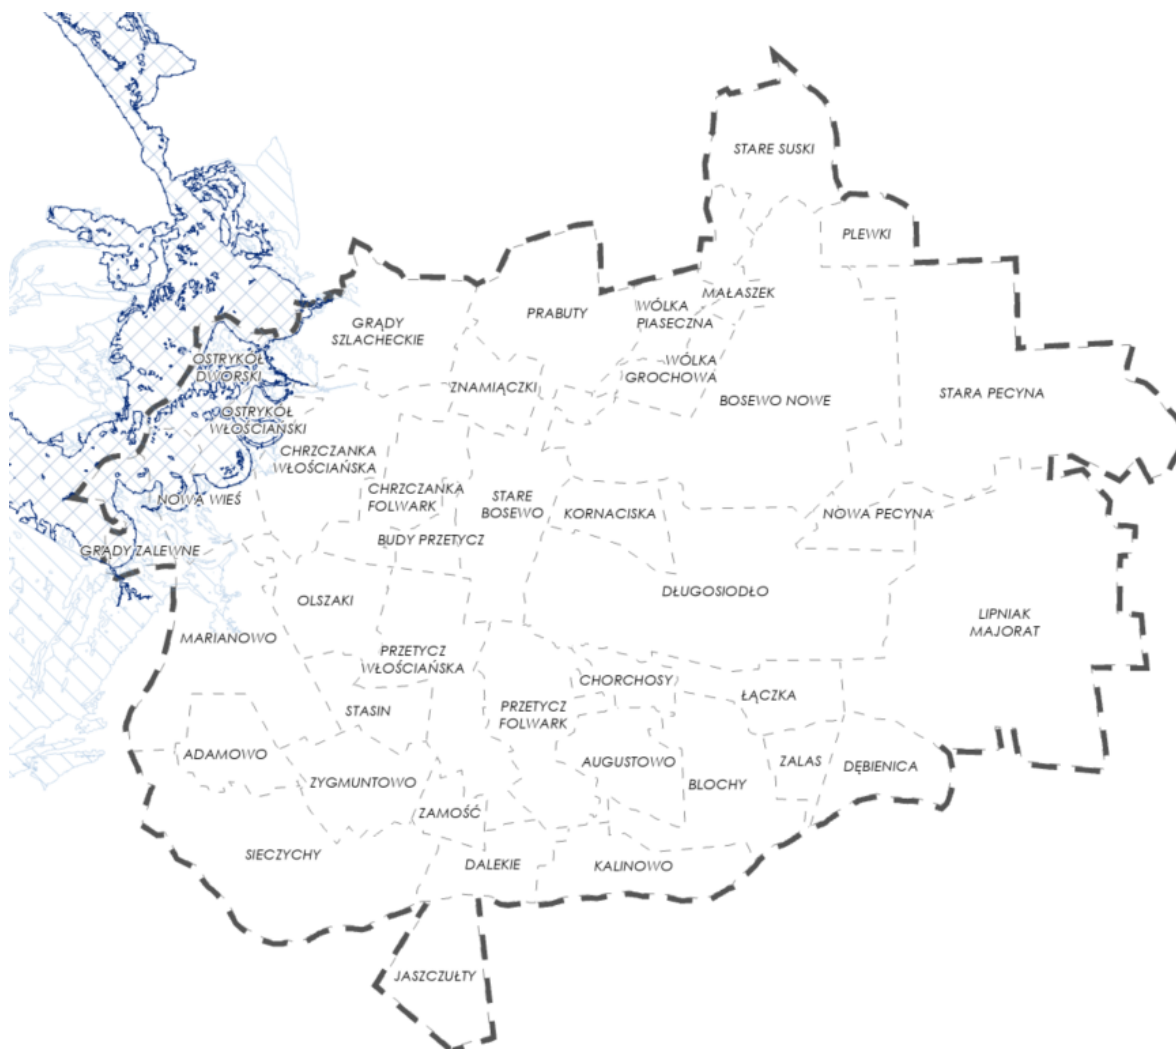 STARE SUSKI
PLEWKI
MAŁASZEK
WÓLKA
PIASECZNA
PRABUTY
GRĄDY
SZLACHECKIE
OSTRYKÓŁ
DWORSKI
WÓLKA
GROCHOWA
ZNAMIĄCZKI
BOSEWO NOWE
STARA PECYNA
OSTRYKÓŁ
WŁOŚCIAŃSKI
CHRZCZANKA
WŁOŚCIAŃSKA
CHRZCZANKA
FOLWARK
STARE
BOSEWO
KORNACISKA
NOWA PECYNA
NOWA WIEŚ
BUDY PRZETYCZ
GRĄDY ZALEWNE
DŁUGOSIODŁO
OLSZAKI
LIPNIAK
MAJORAT
MARIANOWO
PRZETYCZ
WŁOŚCIAŃSKA
CHORCHOSY
ŁĄCZKA
STASIN
PRZETYCZ
FOLWARK
ADAMOWO
AUGUSTOWO
ZALAS
DĘBIENICA
ZYGMUNTOWO
BLOCHY
ZAMOŚĆ
SIECZYCHY
DALEKIE
KALINOWO
JASZCZUŁTY